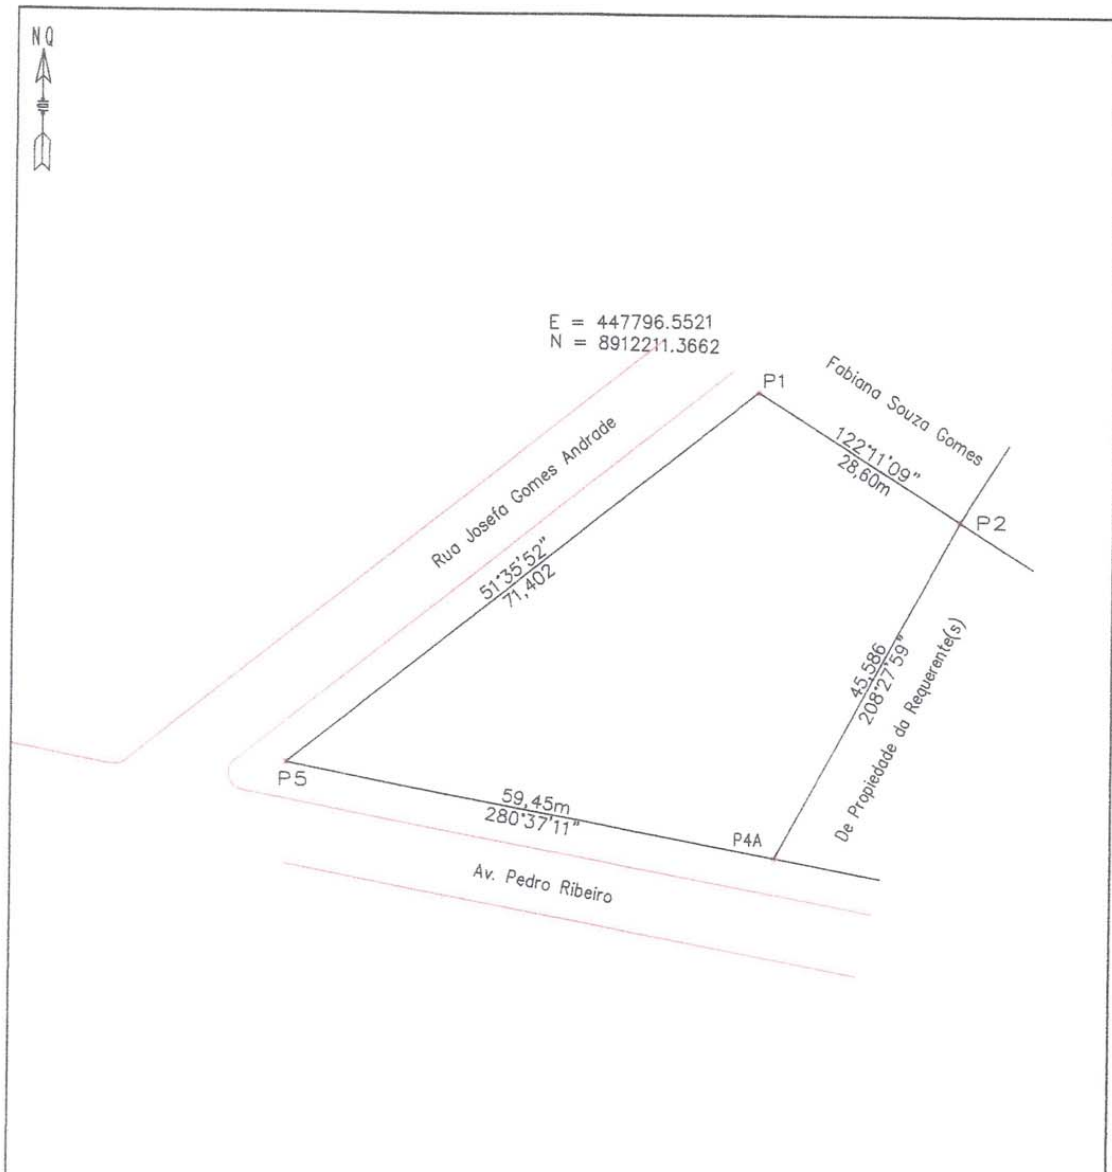 NQ
E = 447796.5521
N = 8912211.3662
P1
Fabiana Souza Gomes
122°11'09"
28,60m
P2
Rua Josefa Gomes Andrade
51°35'52"
71,402
45,586
208°27'59"
De Propiedade da Requerente(s)
P5
59,45m
280°37'11"
P4A
Av. Pedro Ribeiro